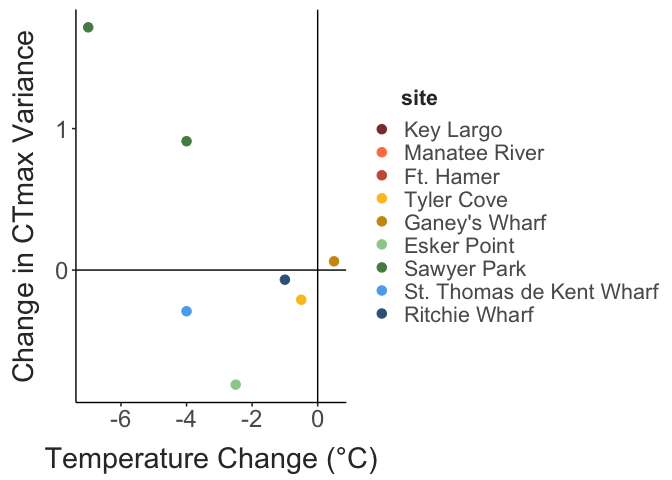 Change in CTmax Variance
1
0
-6 -4 -2 0
Temperature Change (°C)
site
Key Largo
Manatee River
Ft. Hamer
Tyler Cove
Ganey's Wharf
Esker Point
Sawyer Park
St. Thomas de Kent Wharf
Ritchie Wharf